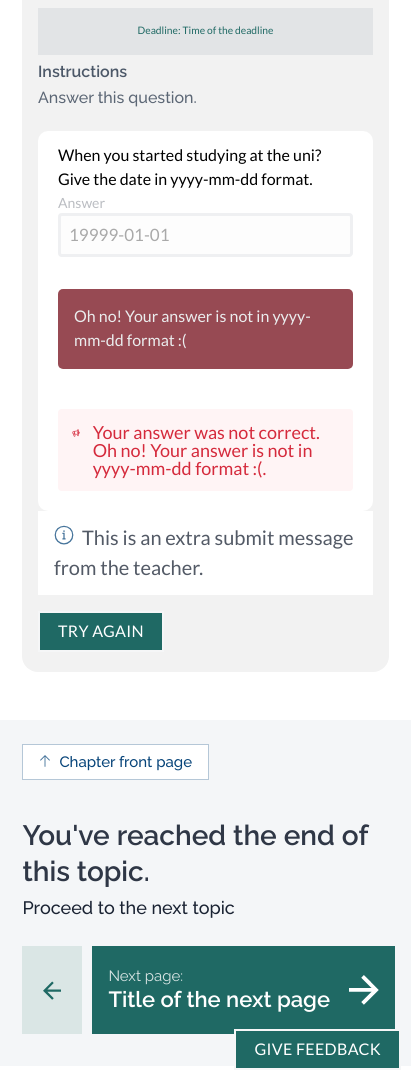 Deadline: Time of the deadline
Instructions
Answer this question.
When you started studying at the uni?
Give the date in yyyy-mm-dd format.
Answer
19999-01-01
Oh no! Your answer is not in yyyy-
mm-dd format :(
Your answer was not correct.
Oh no! Your answer is not in
yyyy-mm-dd format :(.
This is an extra submit message
from the teacher.
TRY AGAIN
Chapter front page
You've reached the end of
this topic.
Proceed to the next topic
Next page:
Title of the next page
GIVE FEEDBACK